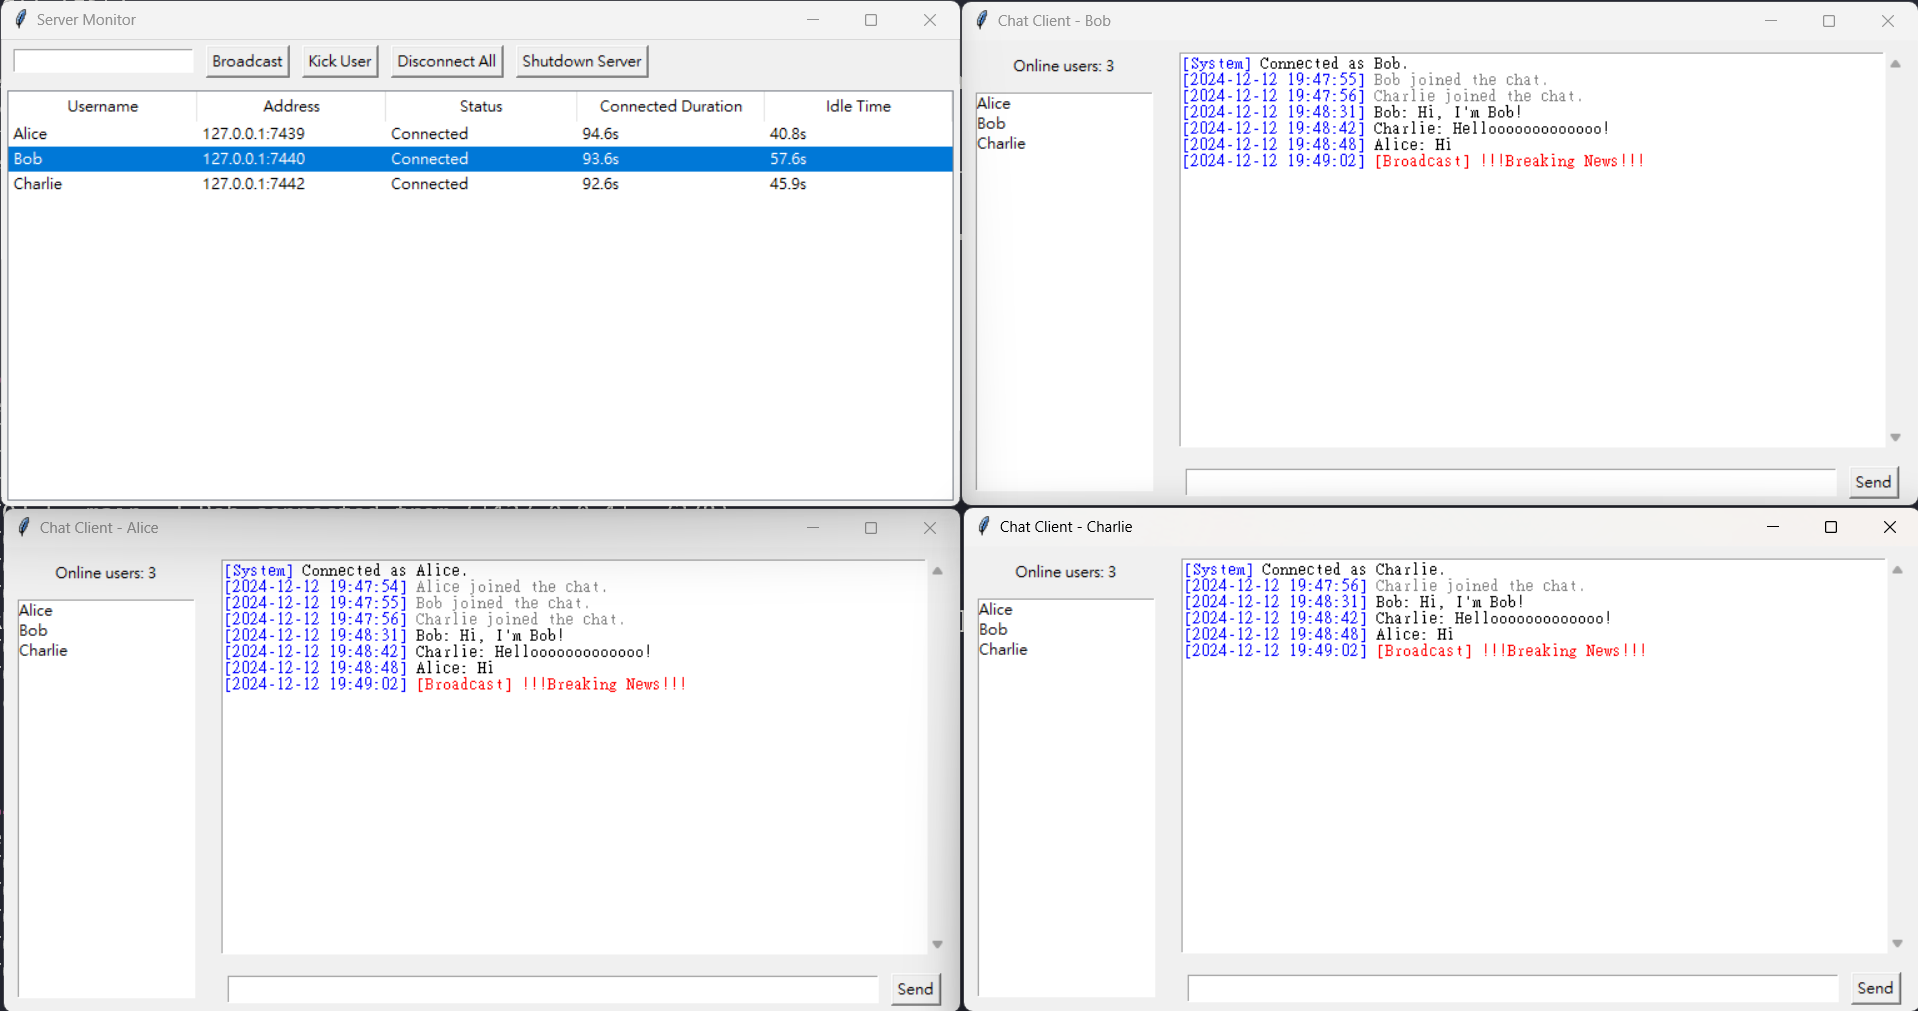 Server Monitor
Broadcast Kick User Disconnect All Shutdown Server
Username Address Status Connected Duration Idle Time
Alice 127.0.0.1:7439 Connected 94.6s 40.8s
Bob 127.0.0.1:7440 Connected 93.6s 57.6s
Charlie 127.0.0.1:7442 Connected 92.6s 45.9s
Chat Client - Bob
Online users: 3
Alice
Bob
Charlie
[System] Connected as Bob.
[2024-12-12 19:47:55] Bob joined the chat.
[2024-12-12 19:47:56] Charlie joined the chat.
[2024-12-12 19:48:31] Bob: Hi, I'm Bob!
[2024-12-12 19:48:42] Charlie: Hellooooooooooooo!
[2024-12-12 19:48:48] Alice: Hi
[2024-12-12 19:49:02] [Broadcast] !!!Breaking News!!!
Send
Chat Client - Alice
Online users: 3
Alice
Bob
Charlie
[System] Connected as Alice.
[2024-12-12 19:47:54] Alice joined the chat.
[2024-12-12 19:47:55] Bob joined the chat.
[2024-12-12 19:47:56] Charlie joined the chat.
[2024-12-12 19:48:31] Bob: Hi, I'm Bob!
[2024-12-12 19:48:42] Charlie: Hellooooooooooooo!
[2024-12-12 19:48:48] Alice: Hi
[2024-12-12 19:49:02] [Broadcast] !!!Breaking News!!!
Send
Chat Client - Charlie
Online users: 3
Alice
Bob
Charlie
[System] Connected as Charlie.
[2024-12-12 19:47:56] Charlie joined the chat.
[2024-12-12 19:48:31] Bob: Hi, I'm Bob!
[2024-12-12 19:48:42] Charlie: Hellooooooooooooo!
[2024-12-12 19:48:48] Alice: Hi
[2024-12-12 19:49:02] [Broadcast] !!!Breaking News!!!
Send